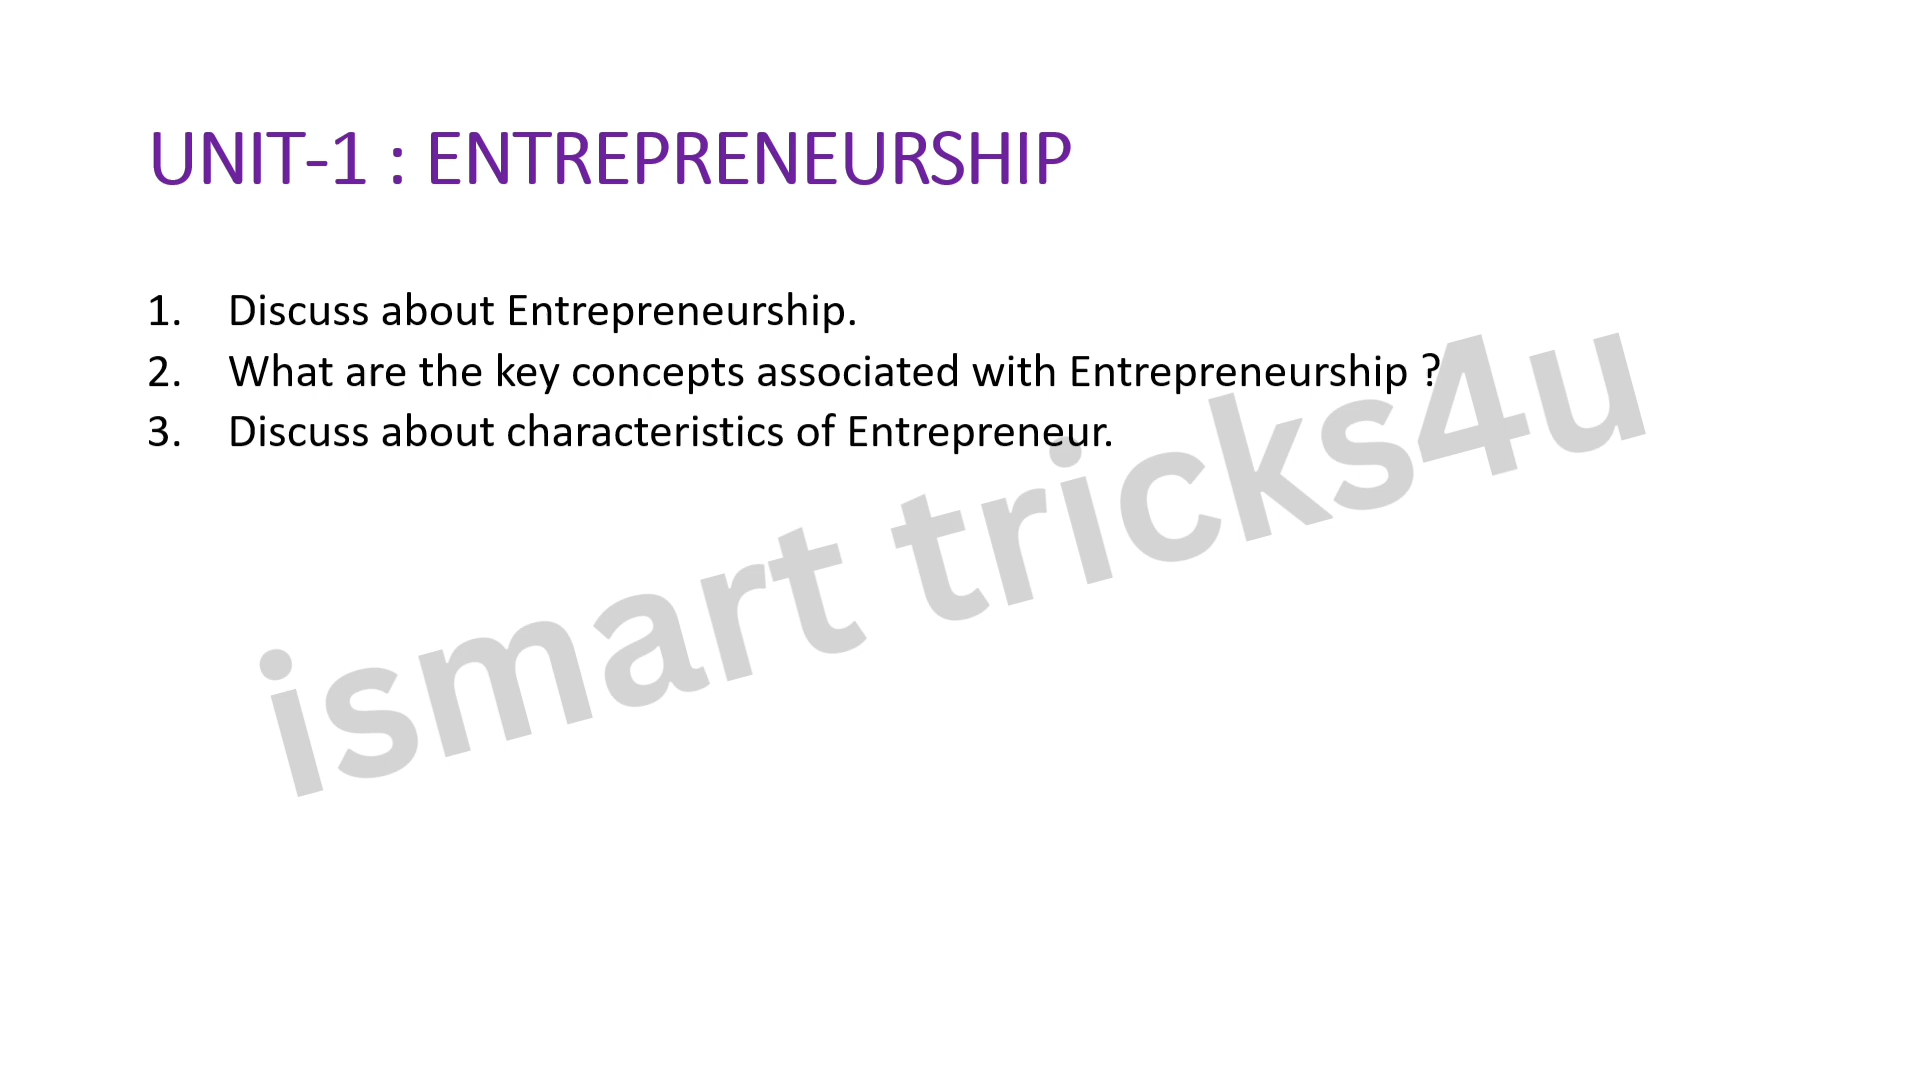 UNIT-1 : ENTREPRENEURSHIP
1. Discuss about Entrepreneurship.
2. What are the key concepts associated with Entrepreneurship ?
3. Discuss about characteristics of Entrepreneur.
ismart tricks4u